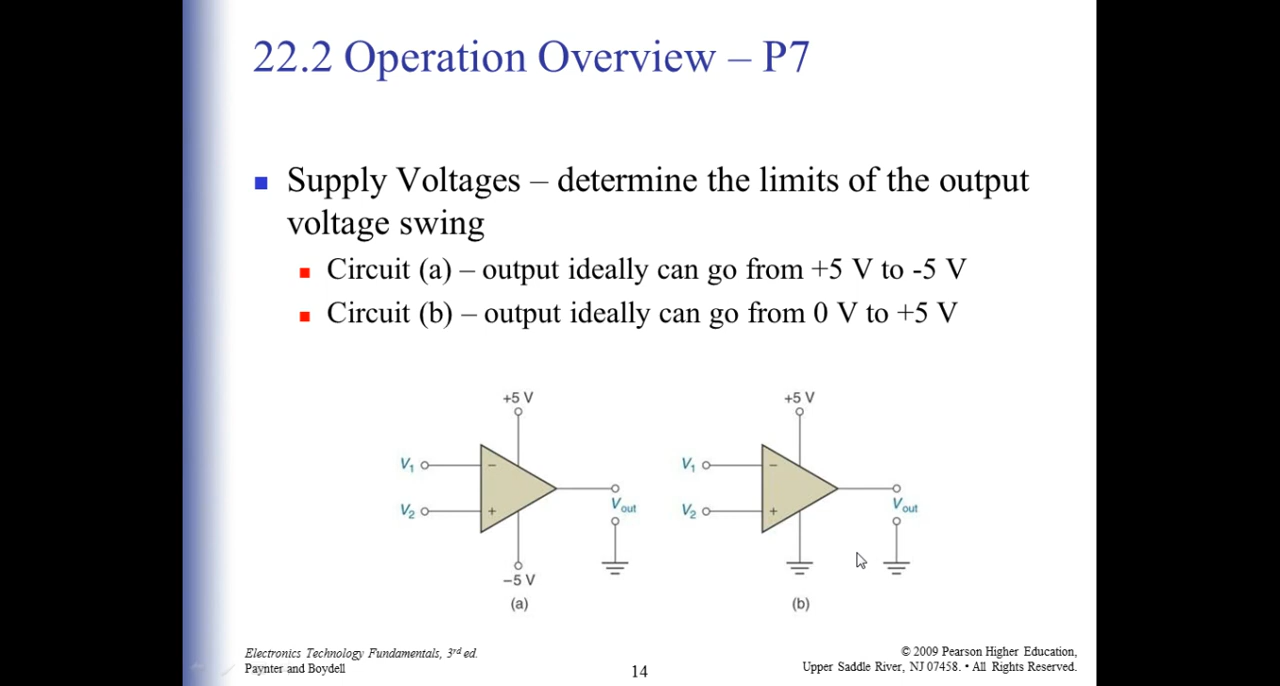 22.2 Operation Overview – P7
Supply Voltages – determine the limits of the output
voltage swing
Circuit (a) – output ideally can go from +5 V to -5 V
Circuit (b) – output ideally can go from 0 V to +5 V
+5 V
V1
−
V2
+
Vout
−5 V
(a)
+5 V
V1
−
V2
+
Vout
(b)
Electronics Technology Fundamentals, 3rd ed.
Paynter and Boydell
14
© 2009 Pearson Higher Education,
Upper Saddle River, NJ 07458. • All Rights Reserved.